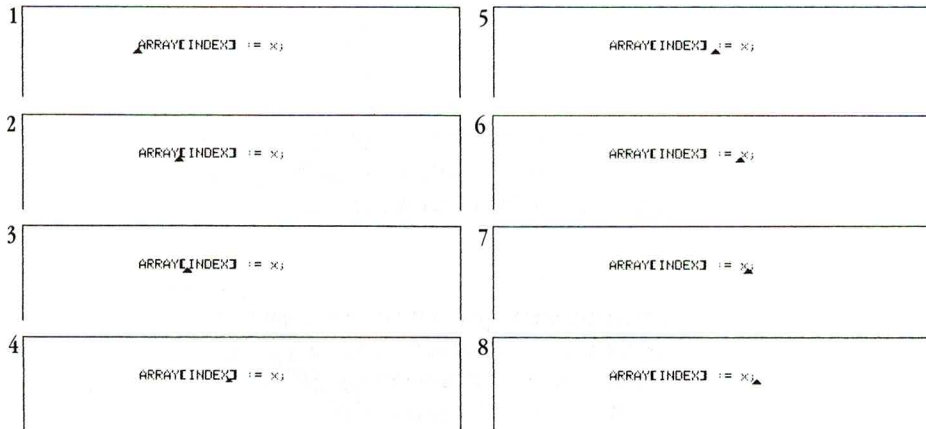 1
ARRAY[INDEX] := x;
2
ARRAY[INDEX] := x;
3
ARRAY[INDEX] := x;
4
ARRAY[INDEX] := x;
5
ARRAY[INDEX] := x;
6
ARRAY[INDEX] := x;
7
ARRAY[INDEX] := x;
8
ARRAY[INDEX] := x;